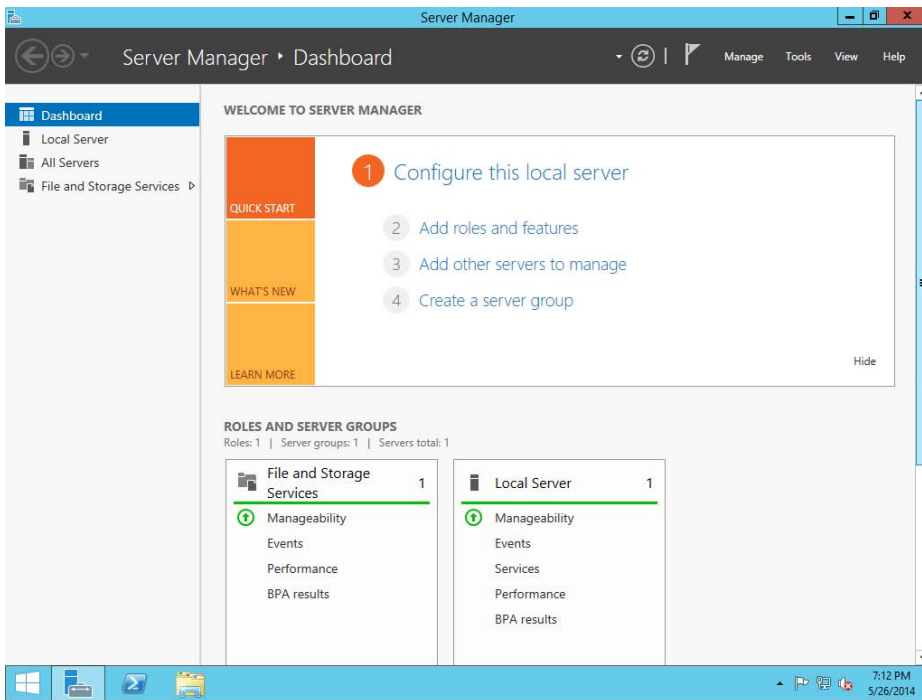 Server Manager
Server Manager ‣ Dashboard
Manage Tools View Help
Dashboard
Local Server
All Servers
File and Storage Services
WELCOME TO SERVER MANAGER
QUICK START
WHAT'S NEW
LEARN MORE
1 Configure this local server
2 Add roles and features
3 Add other servers to manage
4 Create a server group
Hide
ROLES AND SERVER GROUPS
Roles: 1 | Server groups: 1 | Servers total: 1
File and Storage
Services
1
Manageability
Events
Performance
BPA results
Local Server 1
Manageability
Events
Services
Performance
BPA results
7:12 PM
5/26/2014